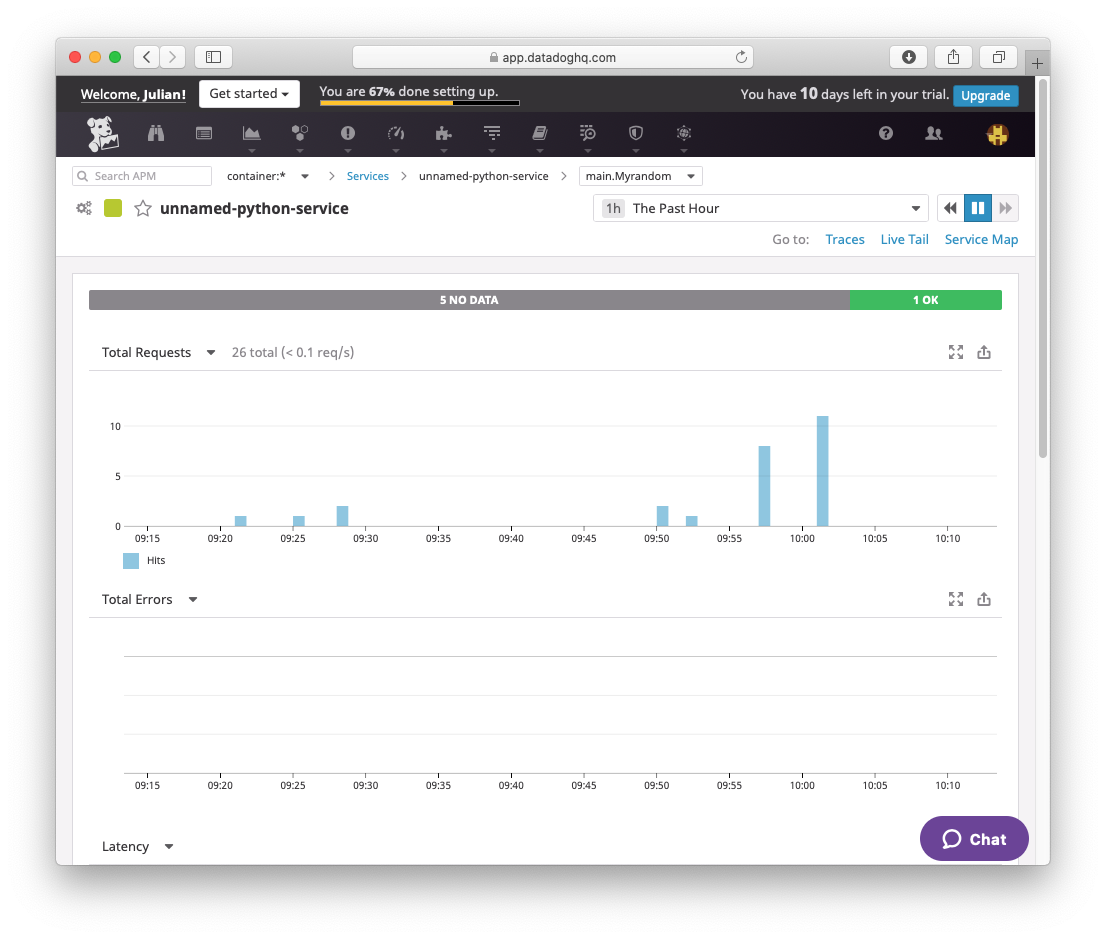 app.datadoghq.com
Welcome, Julian! Get started You are 67% done setting up. You have 10 days left in your trial. Upgrade
Search APM container:* Services unnamed-python-service main.Myrandom
unnamed-python-service 1h The Past Hour
Go to: Traces Live Tail Service Map
5 NO DATA 1 OK
Total Requests 26 total (< 0.1 req/s)
10
5
0
09:15 09:20 09:25 09:30 09:35 09:40 09:45 09:50 09:55 10:00 10:05 10:10
Hits
Total Errors
09:15 09:20 09:25 09:30 09:35 09:40 09:45 09:50 09:55 10:00 10:05 10:10
Latency
Chat